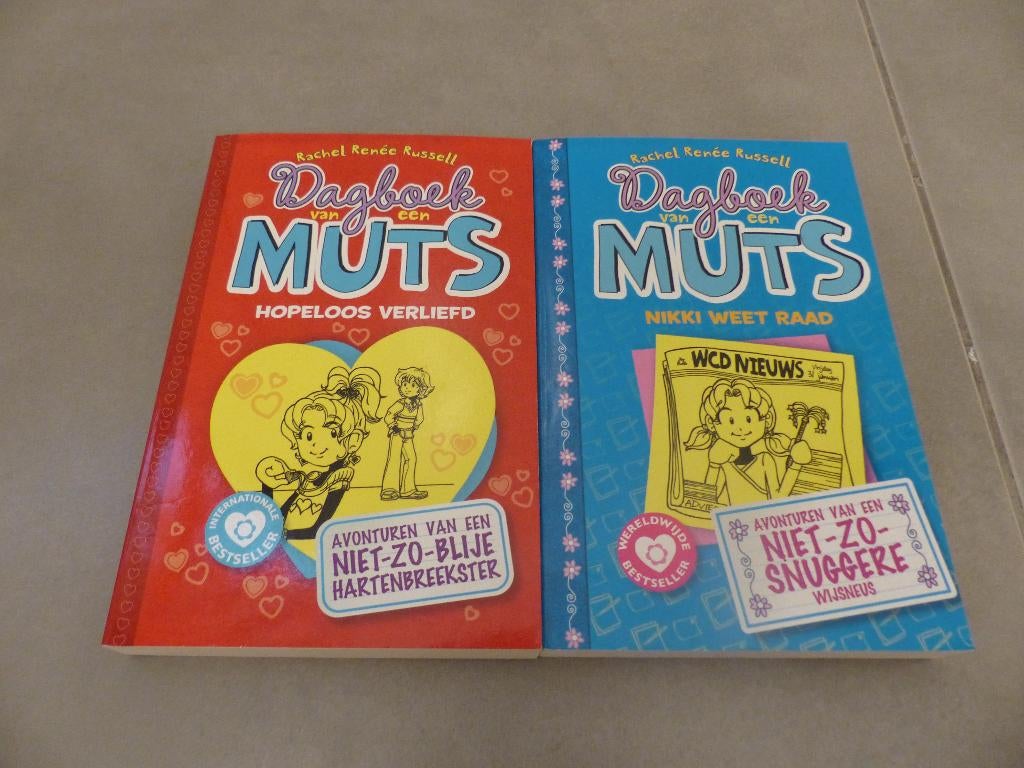 Rachel Renée Russell
Dagboek
van een
MUTS
HOPELOOS VERLIEFD
INTERNATIONALE
BESTSELLER
AVONTUREN VAN EEN
NIET-ZO-BLIJE
HARTENBREEKSTER
Rachel Renée Russell
Dagboek
van een
MUTS
NIKKI WEET RAAD
WCD NIEUWS
ADVIES
WERELDWIJDE
BESTSELLER
AVONTUREN VAN EEN
NIET-ZO-
SNUGGERE
WIJSNEUS